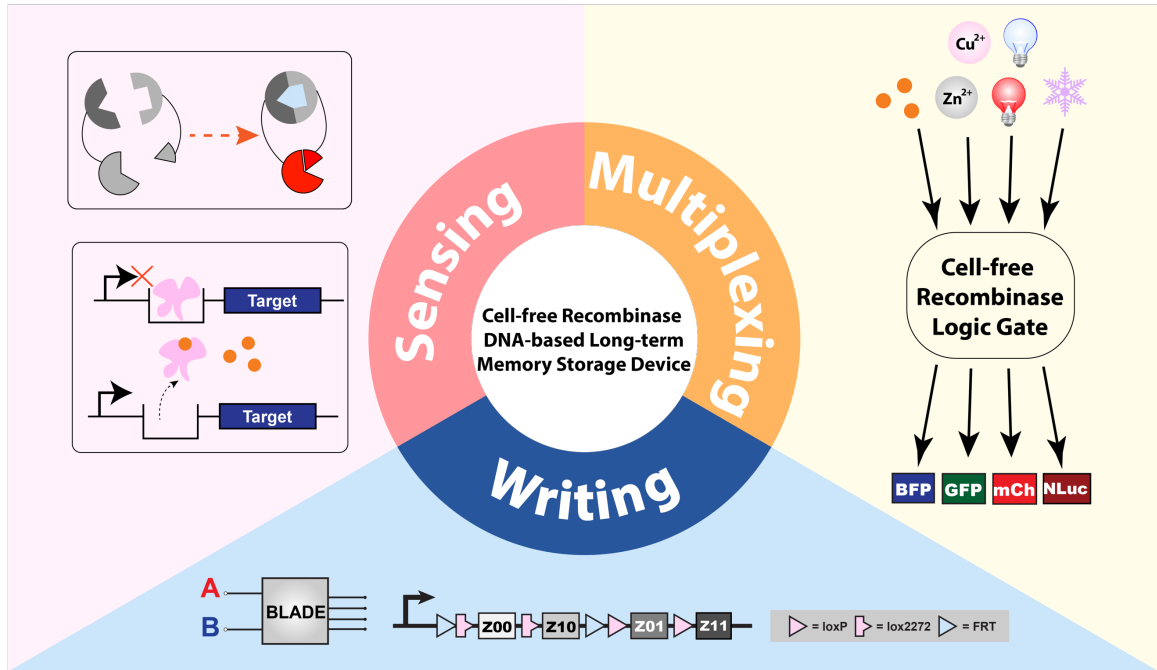 Sensing
Multiplexing
Writing
Cell-free Recombinase
DNA-based Long-term
Memory Storage Device
Target
Target
Cu²⁺
Zn²⁺
Cell-free
Recombinase
Logic Gate
BFP GFP mCh NLuc
A
B
BLADE
Z00 Z10 Z01 Z11
= loxP = lox2272 = FRT